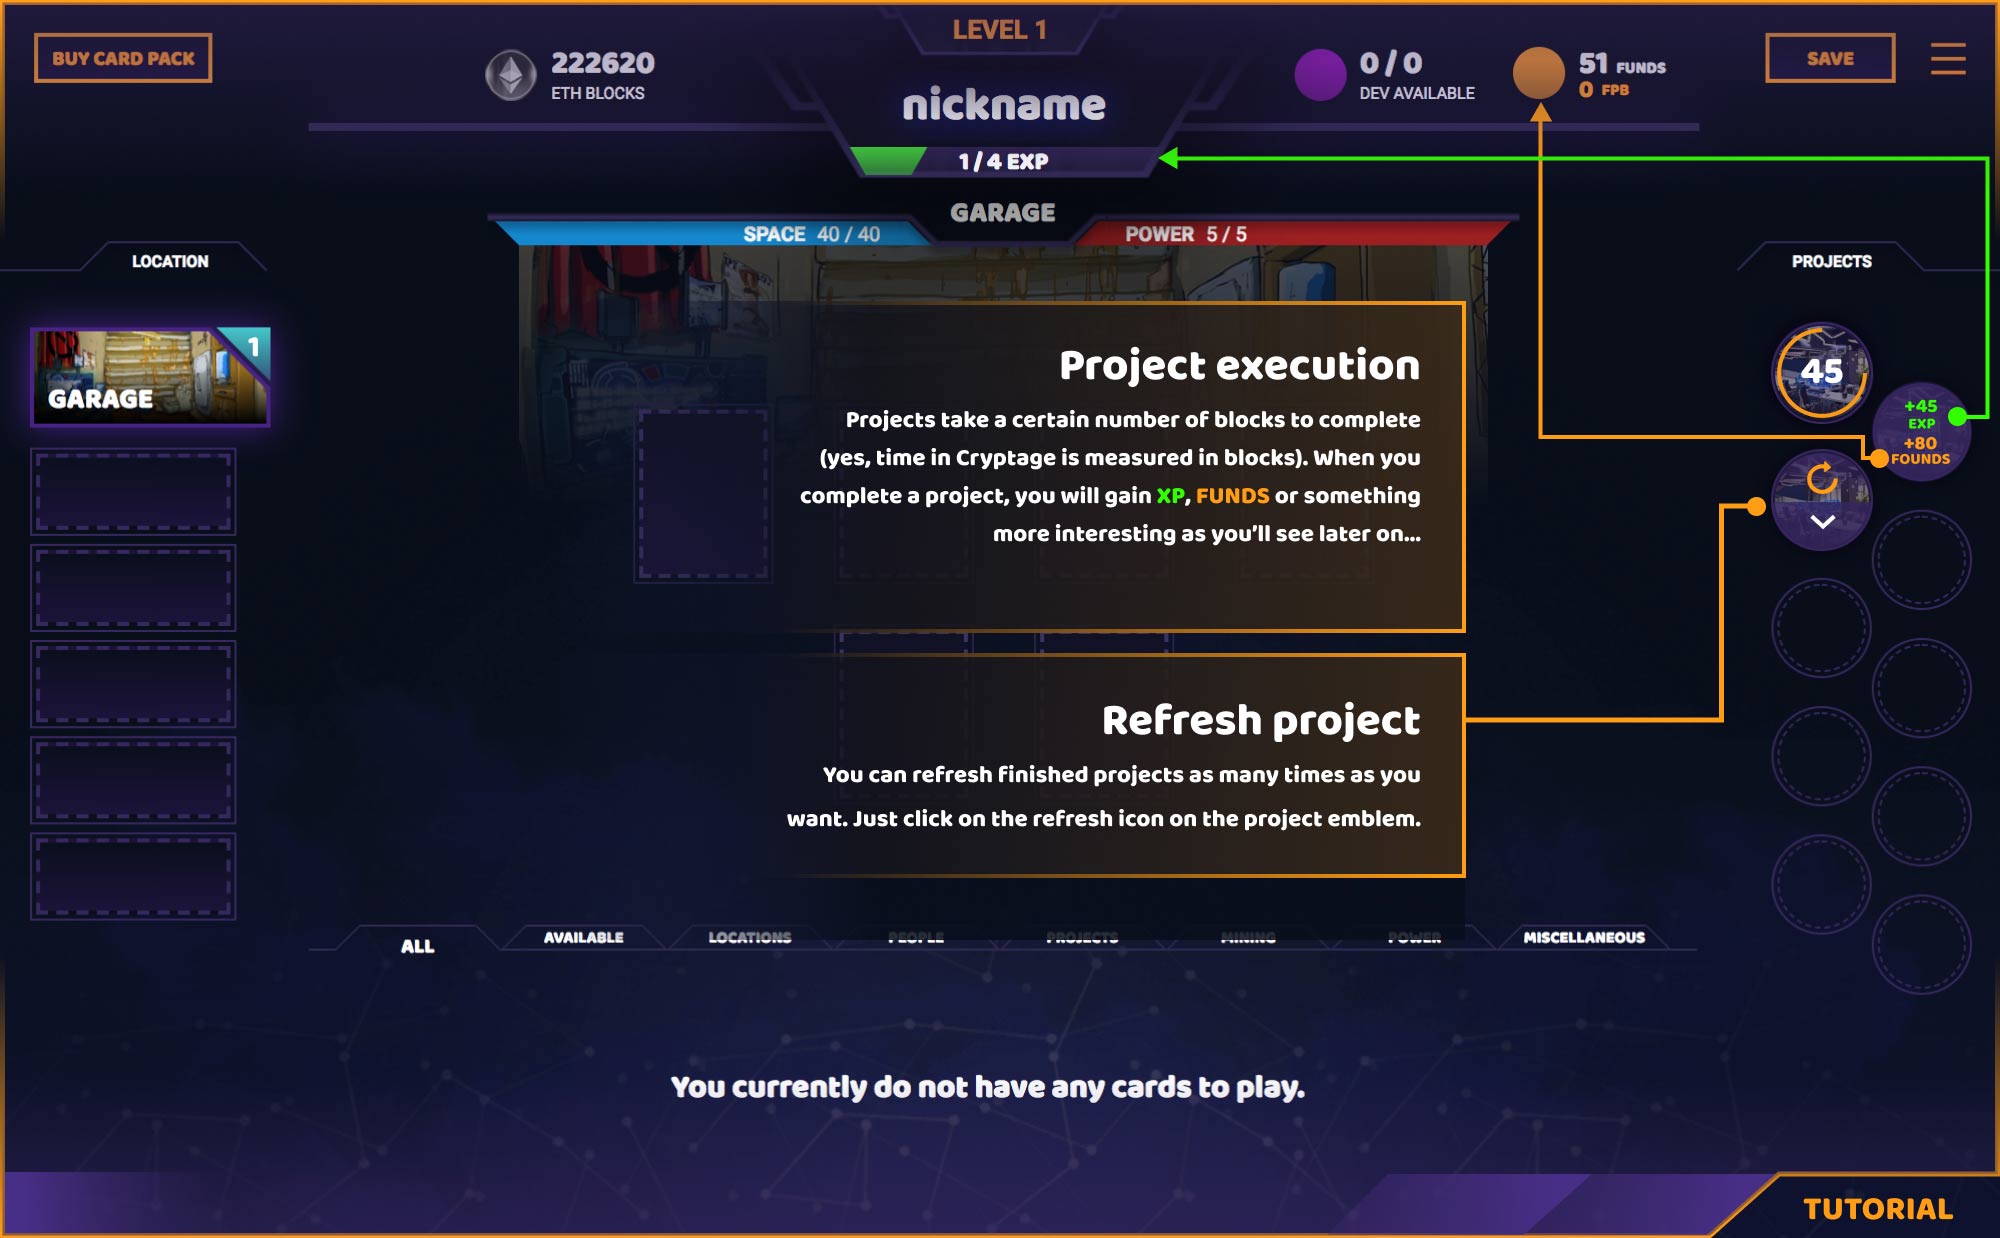 LEVEL 1
BUY CARD PACK
222620
ETH BLOCKS
nickname
0 / 0
DEV AVAILABLE
51 FUNDS
0 FPB
SAVE
1 / 4 EXP
GARAGE
SPACE 40 / 40
POWER 5 / 5
LOCATION
PROJECTS
1
GARAGE
45
+45
EXP
+80
FOUNDS
Project execution
Projects take a certain number of blocks to complete
(yes, time in Cryptage is measured in blocks). When you
complete a project, you will gain XP, FUNDS or something
more interesting as you'll see later on...
Refresh project
You can refresh finished projects as many times as you
want. Just click on the refresh icon on the project emblem.
ALL
AVAILABLE
LOCATIONS
PEOPLE
PROJECTS
MINING
POWER
MISCELLANEOUS
You currently do not have any cards to play.
TUTORIAL